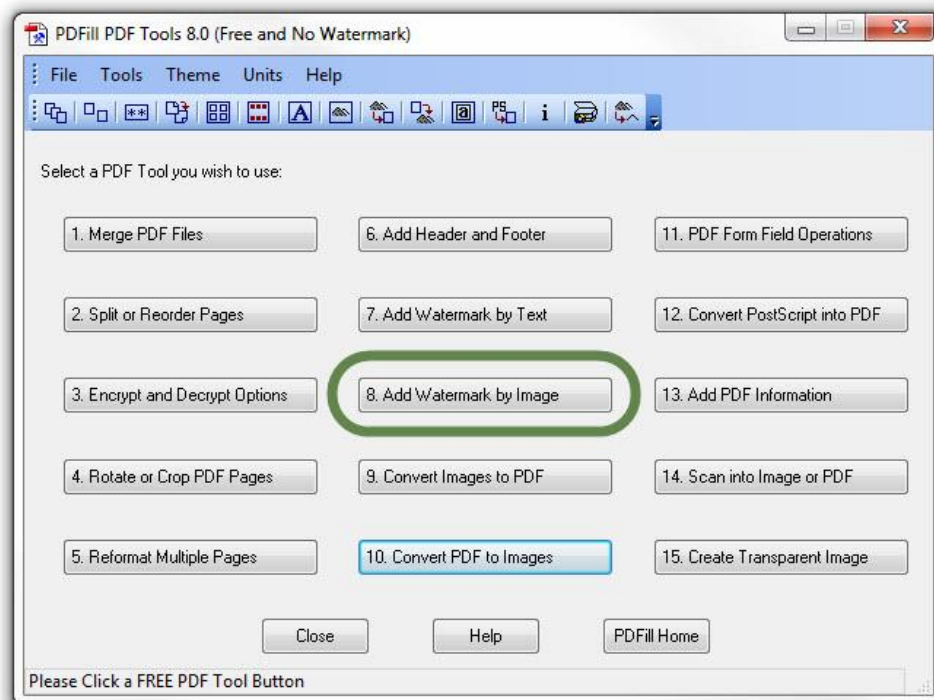 PDFill PDF Tools 8.0 (Free and No Watermark)
File Tools Theme Units Help
** A a PS i
Select a PDF Tool you wish to use:
1. Merge PDF Files
6. Add Header and Footer
11. PDF Form Field Operations
2. Split or Reorder Pages
7. Add Watermark by Text
12. Convert PostScript into PDF
3. Encrypt and Decrypt Options
8. Add Watermark by Image
13. Add PDF Information
4. Rotate or Crop PDF Pages
9. Convert Images to PDF
14. Scan into Image or PDF
5. Reformat Multiple Pages
10. Convert PDF to Images
15. Create Transparent Image
Close Help PDFill Home
Please Click a FREE PDF Tool Button